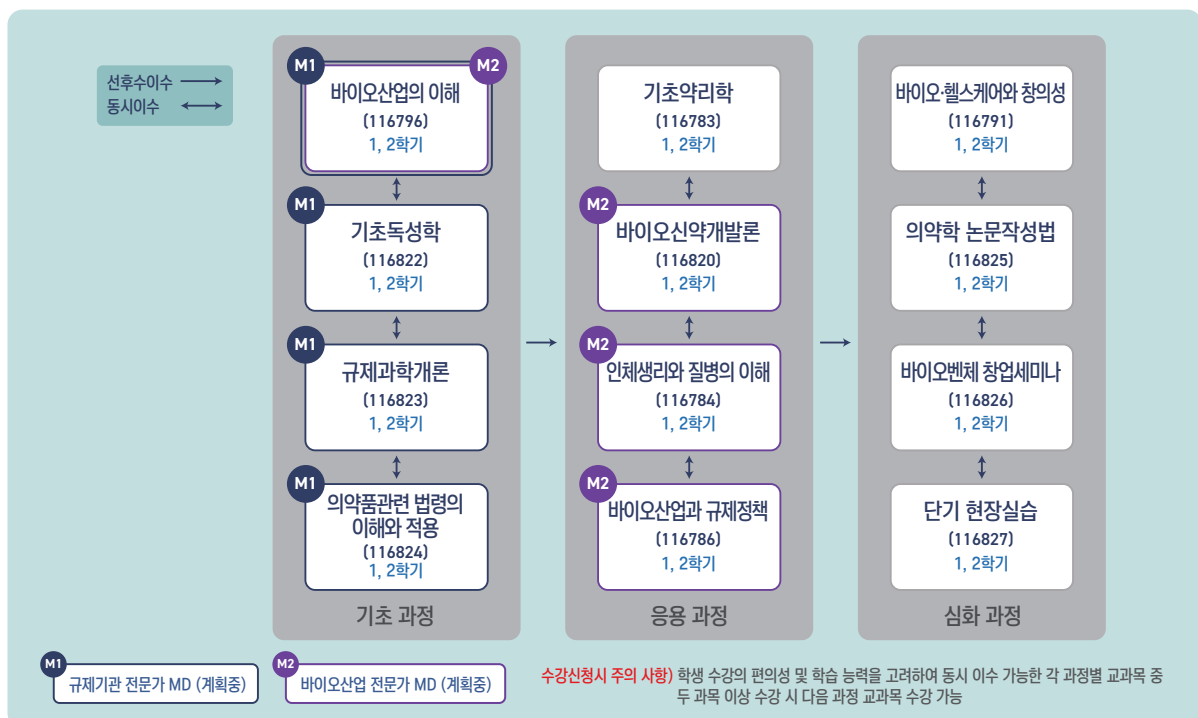 선후수이수
동시이수
M1
M2
바이오산업의 이해
(116796)
1, 2학기
M1
기초독성학
(116822)
1, 2학기
M1
규제과학개론
(116823)
1, 2학기
M1
의약품관련 법령의
이해와 적용
(116824)
1, 2학기
기초 과정
기초약리학
(116783)
1, 2학기
M2
바이오신약개발론
(116820)
1, 2학기
M2
인체생리와 질병의 이해
(116784)
1, 2학기
M2
바이오산업과 규제정책
(116786)
1, 2학기
응용 과정
바이오·헬스케어와 창의성
(116791)
1, 2학기
의약학 논문작성법
(116825)
1, 2학기
바이오벤체 창업세미나
(116826)
1, 2학기
단기 현장실습
(116827)
1, 2학기
심화 과정
M1
규제기관 전문가 MD (계획중)
M2
바이오산업 전문가 MD (계획중)
수강신청시 주의 사항) 학생 수강의 편의성 및 학습 능력을 고려하여 동시 이수 가능한 각 과정별 교과목 중
두 과목 이상 수강 시 다음 과정 교과목 수강 가능